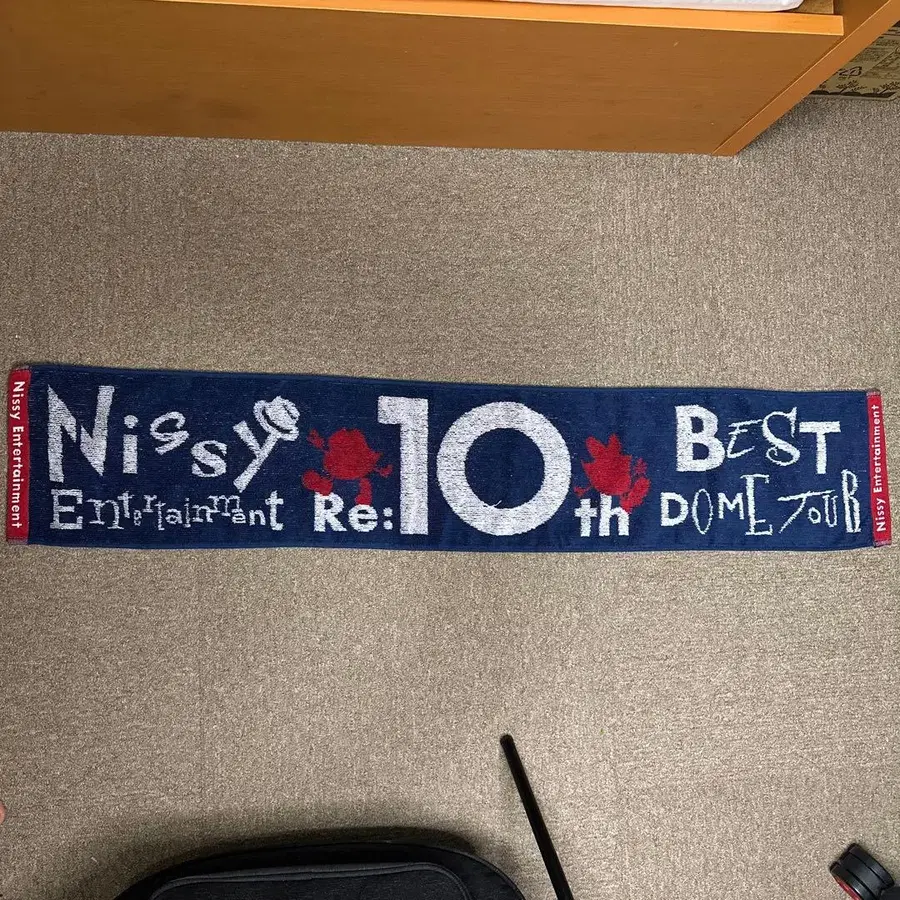 Nissy Entertainment
Nissy
Entertainment
Re:10th
BEST
DOME TOUR
Nissy Entertainment